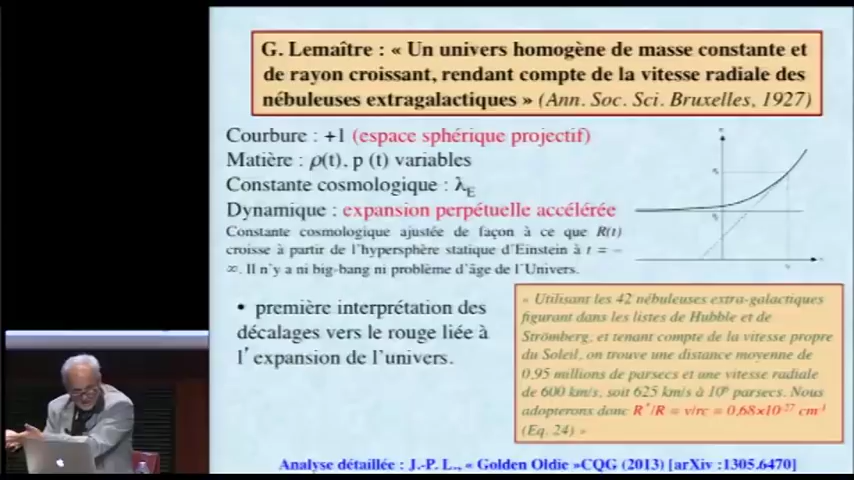 G. Lemaître : « Un univers homogène de masse constante et
de rayon croissant, rendant compte de la vitesse radiale des
nébuleuses extragalactiques » (Ann. Soc. Sci. Bruxelles, 1927)
Courbure : +1 (espace sphérique projectif)
Matière : ρ(t), p (t) variables
Constante cosmologique : λE
Dynamique : expansion perpétuelle accélérée
Constante cosmologique ajustée de façon à ce que R(t)
croisse à partir de l'hypersphère statique d'Einstein à t = –
∞. Il n'y a ni big-bang ni problème d'âge de l'Univers.
• première interprétation des
décalages vers le rouge liée à
l'expansion de l'univers.
« Utilisant les 42 nébuleuses extra-galactiques
figurant dans les listes de Hubble et de
Strömberg, et tenant compte de la vitesse propre
du Soleil, on trouve une distance moyenne de
0,95 millions de parsecs et une vitesse radiale
de 600 km/s, soit 625 km/s à 10⁶ parsecs. Nous
adopterons donc R'/R = v/rc = 0,68×10⁻²⁷ cm⁻¹
(Eq. 24) »
Analyse détaillée : J.-P. L., « Golden Oldie »CQG (2013) [arXiv :1305.6470]